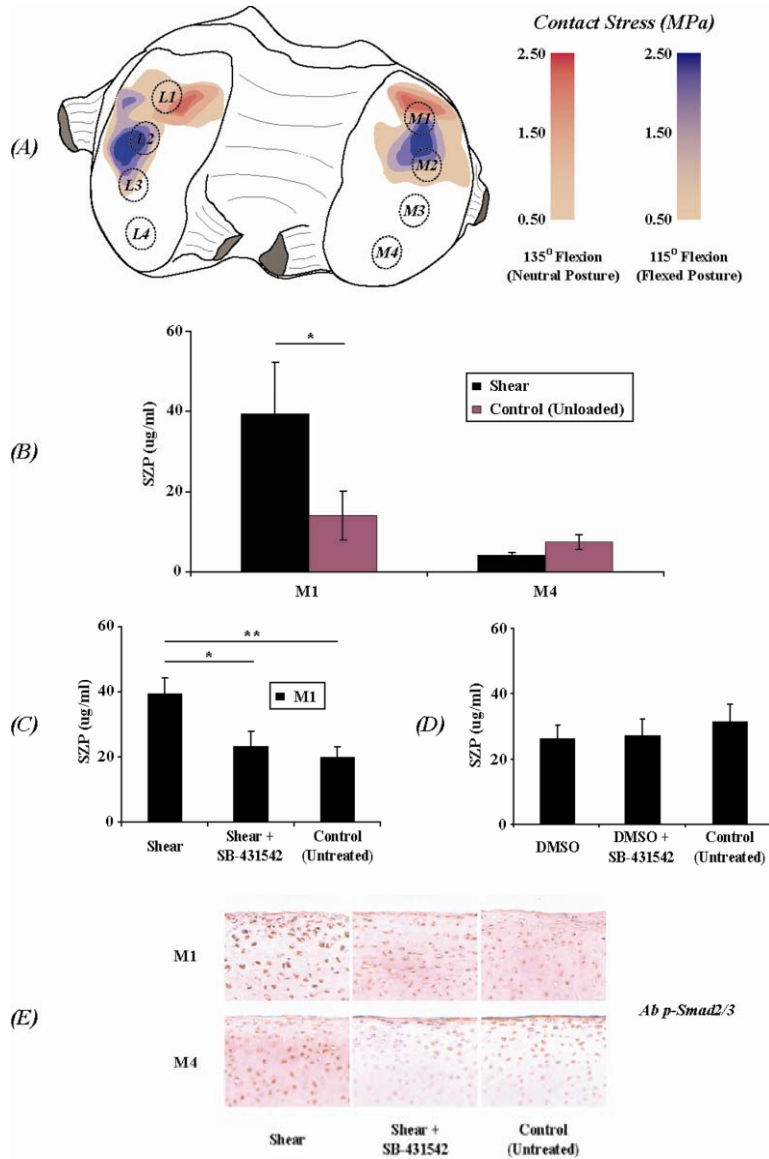 Contact Stress (MPa)
2.50
2.50
1.50
1.50
0.50
0.50
135° Flexion
(Neutral Posture)
115° Flexion
(Flexed Posture)
(A)
L1
L2
L3
L4
M1
M2
M3
M4
(B)
SZP (ug/ml)
60
40
20
0
*
Shear
Control (Unloaded)
M1
M4
(C)
SZP (ug/ml)
60
40
20
0
**
*
M1
Shear
Shear +
SB-431542
Control
(Untreated)
(D)
SZP (ug/ml)
60
40
20
0
DMSO
DMSO +
SB-431542
Control
(Untreated)
(E)
M1
M4
Ab p-Smad2/3
Shear
Shear +
SB-431542
Control
(Untreated)